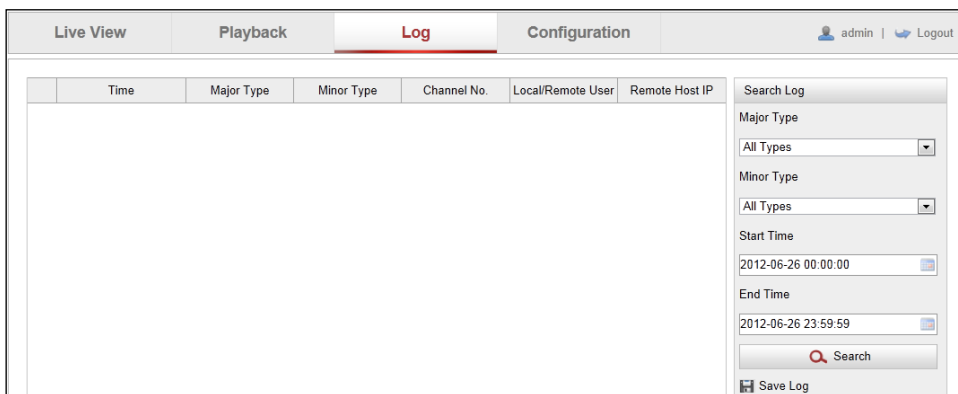 Live View Playback Log Configuration admin | Logout
Time Major Type Minor Type Channel No. Local/Remote User Remote Host IP
Search Log
Major Type
All Types
Minor Type
All Types
Start Time
2012-06-26 00:00:00
End Time
2012-06-26 23:59:59
Search
Save Log